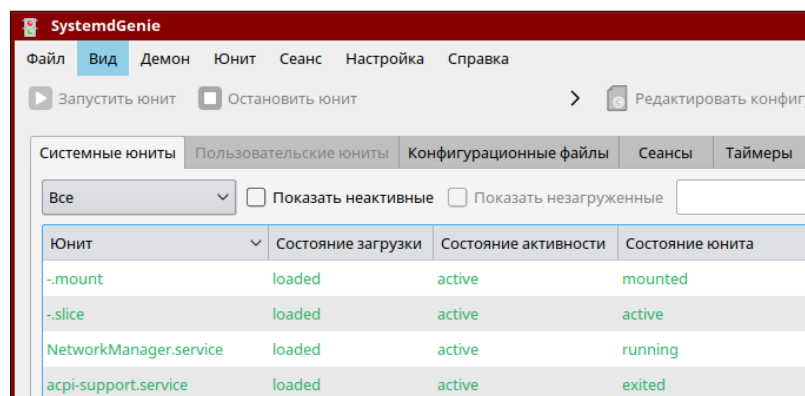 SystemdGenie
Файл Вид Демон Юнит Сеанс Настройка Справка
Запустить юнит Остановить юнит Редактировать
Системные юниты Пользовательские юниты Конфигурационные файлы Сеансы Таймеры
Все Показать неактивные Показать незагруженные
Юнит Состояние загрузки Состояние активности Состояние юнита
-.mount loaded active mounted
-.slice loaded active active
NetworkManager.service loaded active running
acpi-support.service loaded active exited